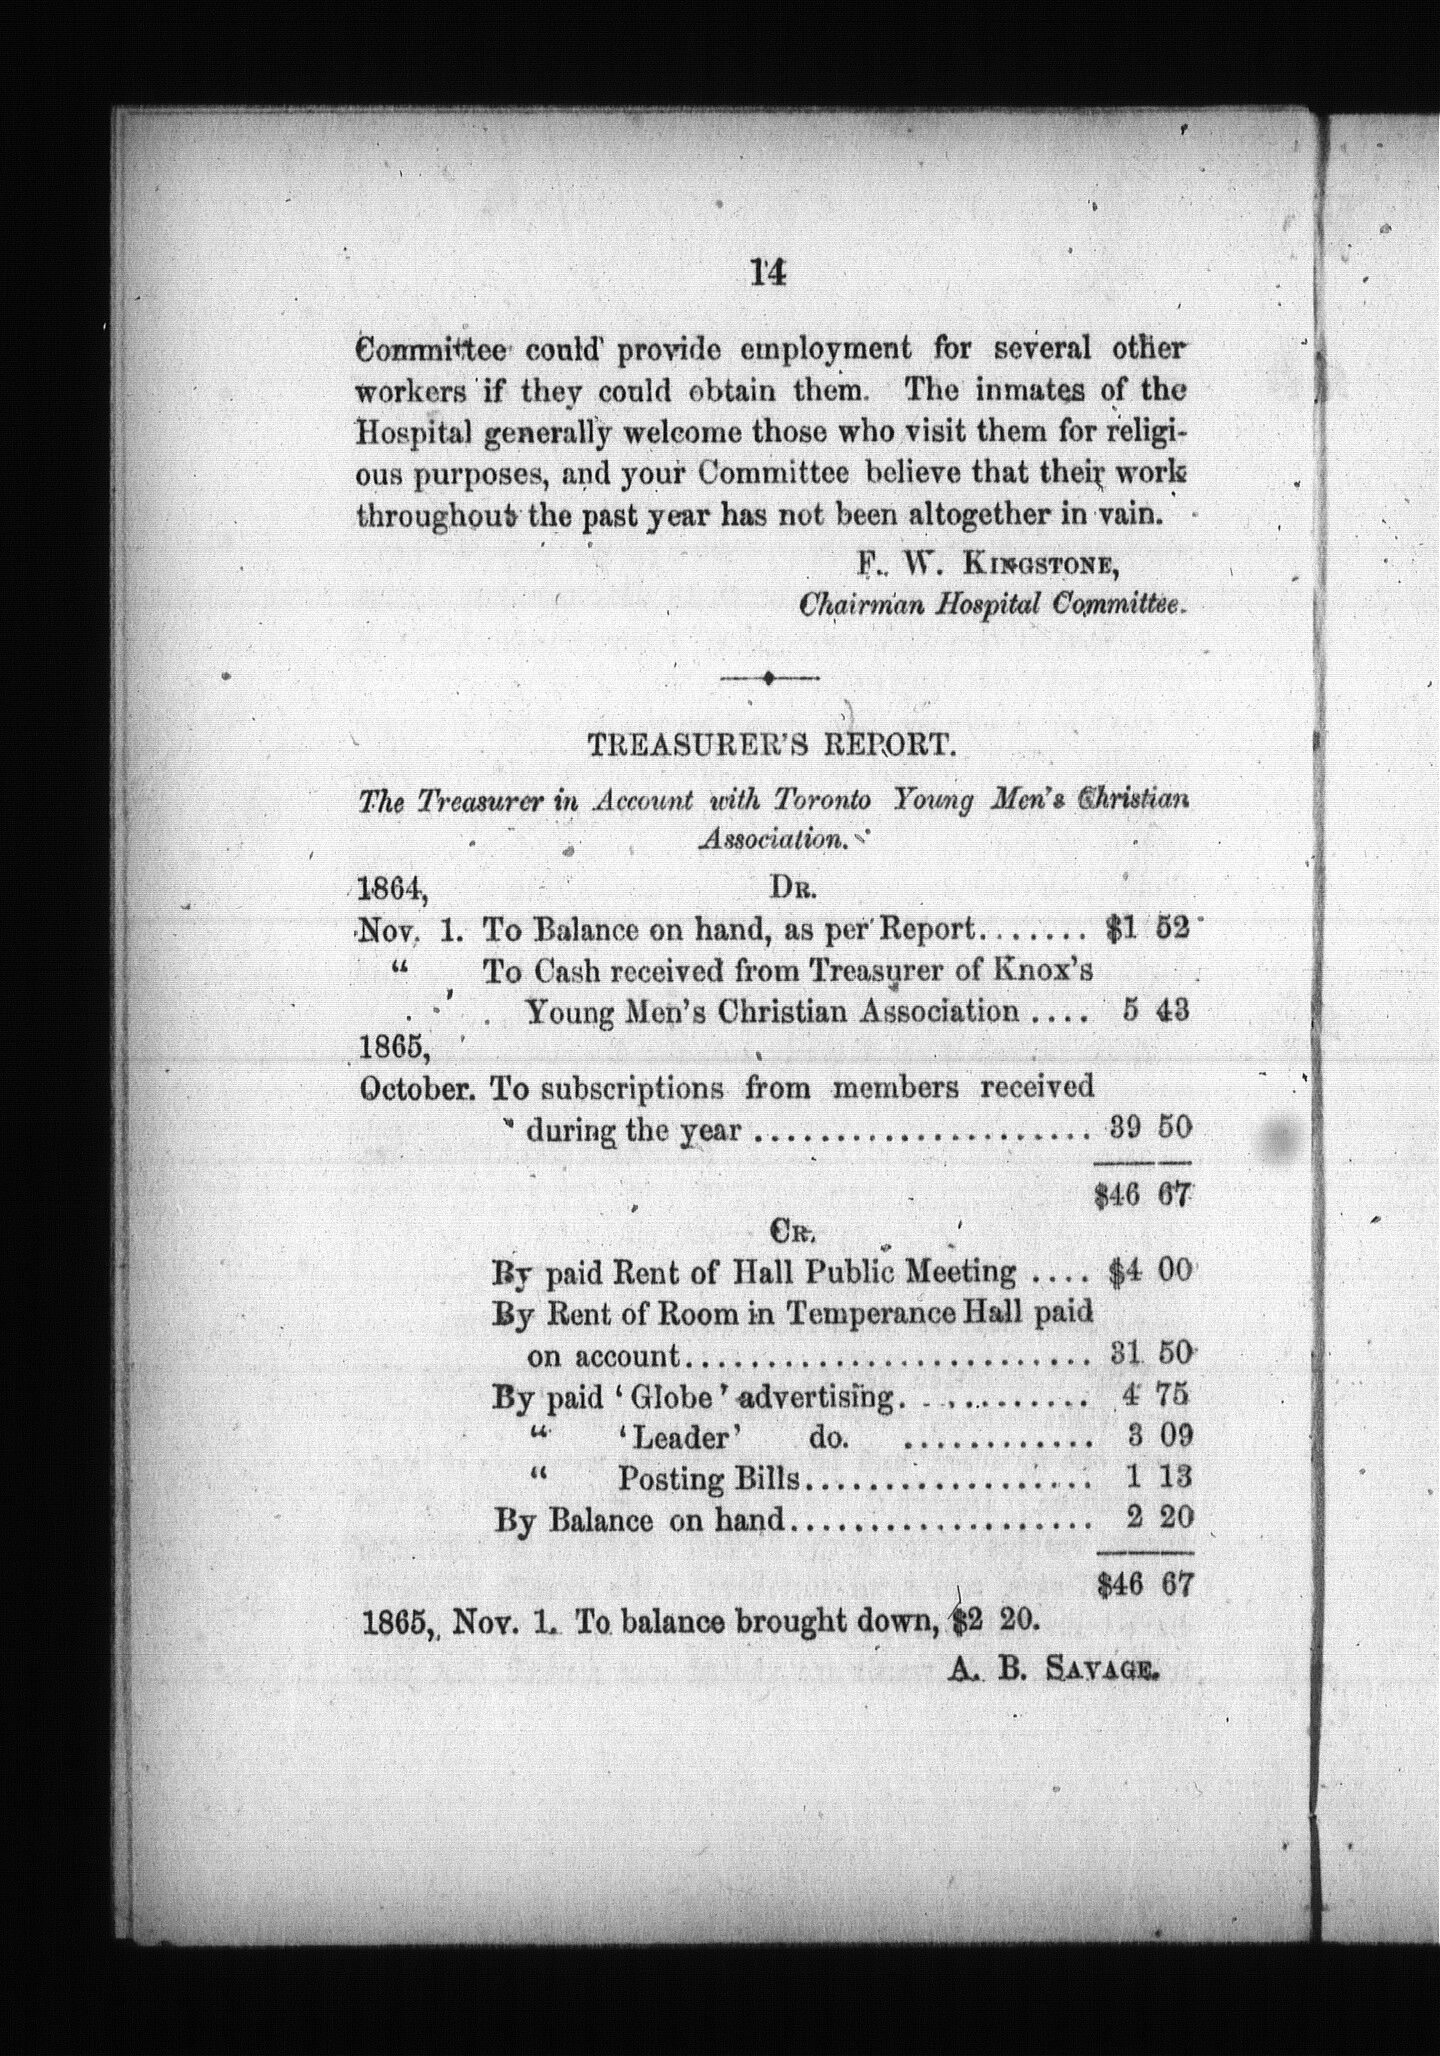 14
Committee could provide employment for several other
workers if they could obtain them. The inmates of the
Hospital generally welcome those who visit them for religi-
ous purposes, and your Committee believe that their work
throughout the past year has not been altogether in vain.
F. W. KINGSTONE,
Chairman Hospital Committee.
TREASURER'S REPORT.
The Treasurer in Account with Toronto Young Men's Christian
Association.
1864, DR.
Nov. 1. To Balance on hand, as per Report....... $1 52
“ To Cash received from Treasurer of Knox's
Young Men's Christian Association .... 5 43
1865,
October. To subscriptions from members received
during the year ..................... 39 50
$46 67
CR.
By paid Rent of Hall Public Meeting .... $4 00
By Rent of Room in Temperance Hall paid
on account......................... 31 50
By paid ‘Globe’ advertising............ 4 75
“ ‘Leader’ do. ............ 3 09
“ Posting Bills.................. 1 13
By Balance on hand................... 2 20
$46 67
1865, Nov. 1. To balance brought down, $2 20.
A. B. SAVAGE.